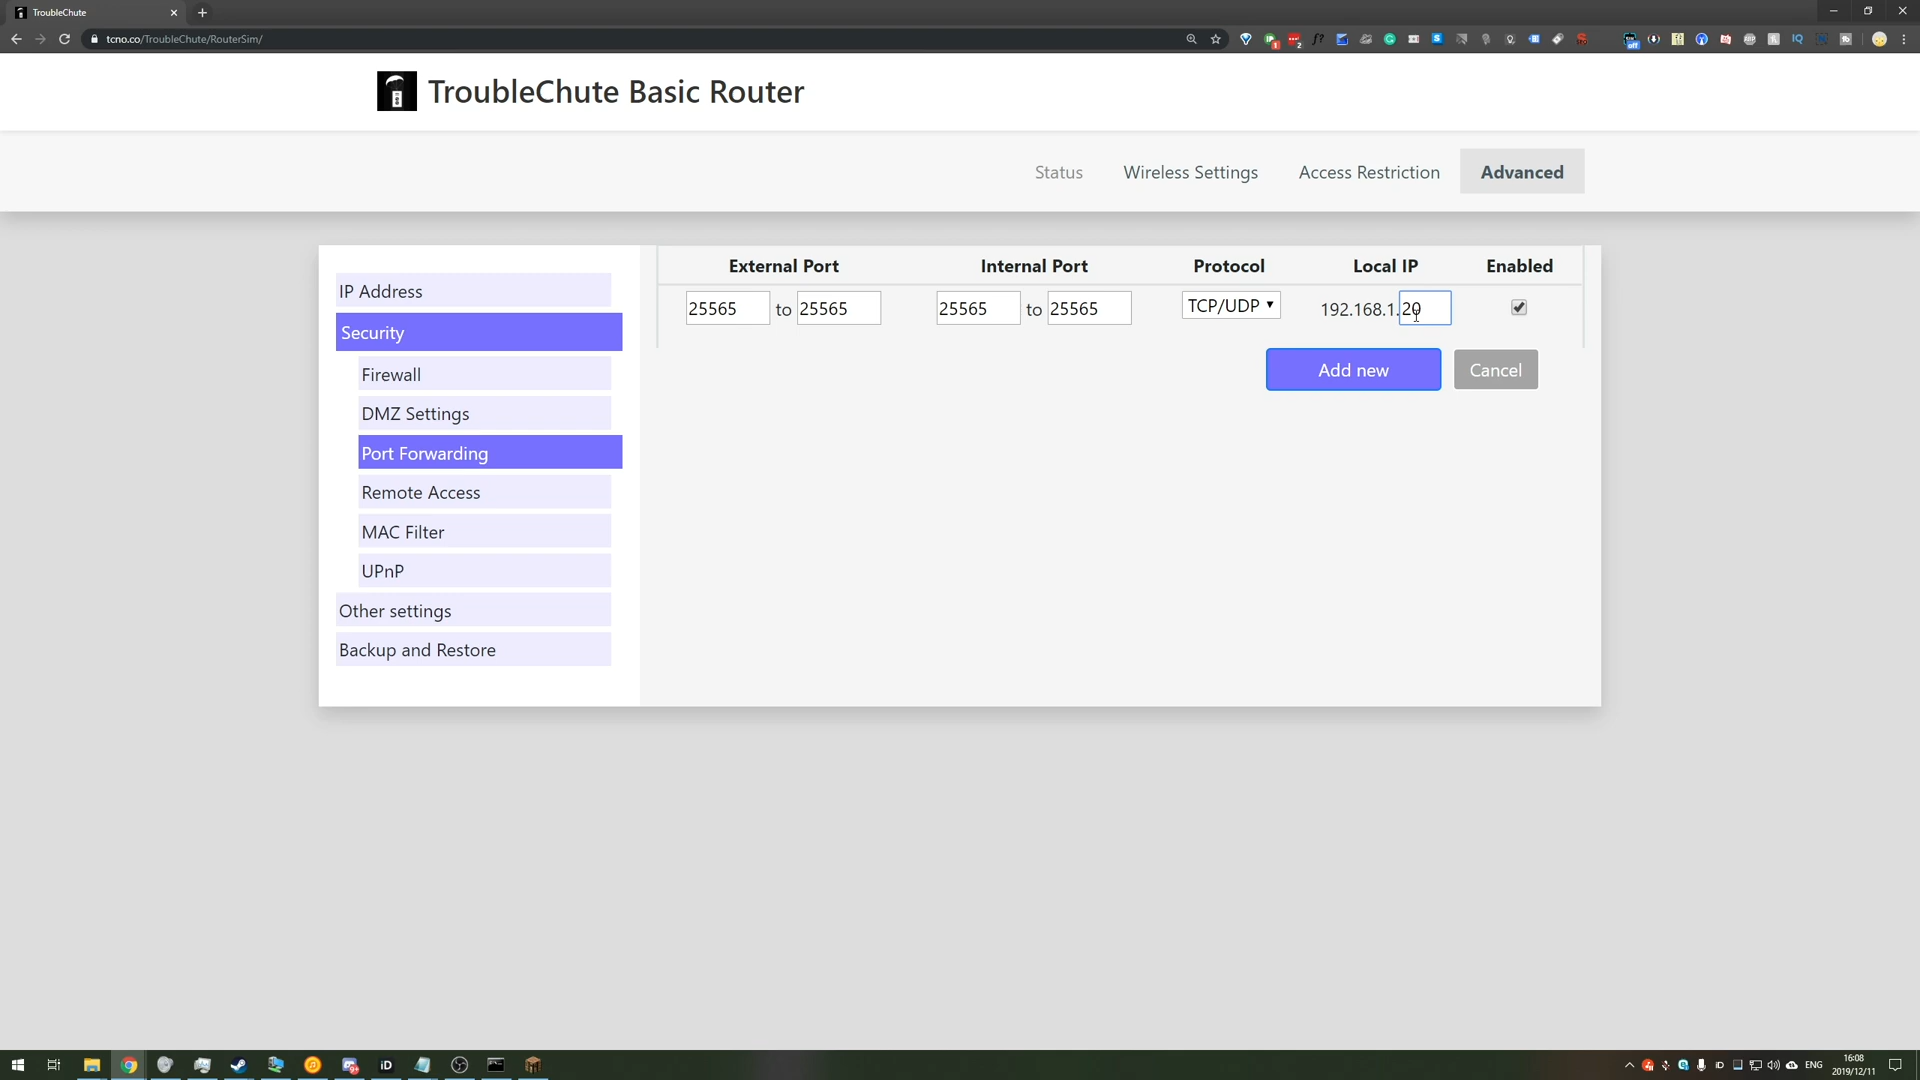 TroubleChute
tcno.co/TroubleChute/RouterSim/
TroubleChute Basic Router
Status
Wireless Settings
Access Restriction
Advanced
IP Address
Security
Firewall
DMZ Settings
Port Forwarding
Remote Access
MAC Filter
UPnP
Other settings
Backup and Restore
External Port
Internal Port
Protocol
Local IP
Enabled
25565 to 25565
25565 to 25565
TCP/UDP
192.168.1.20
Add new
Cancel
ENG
16:08
2019/12/11